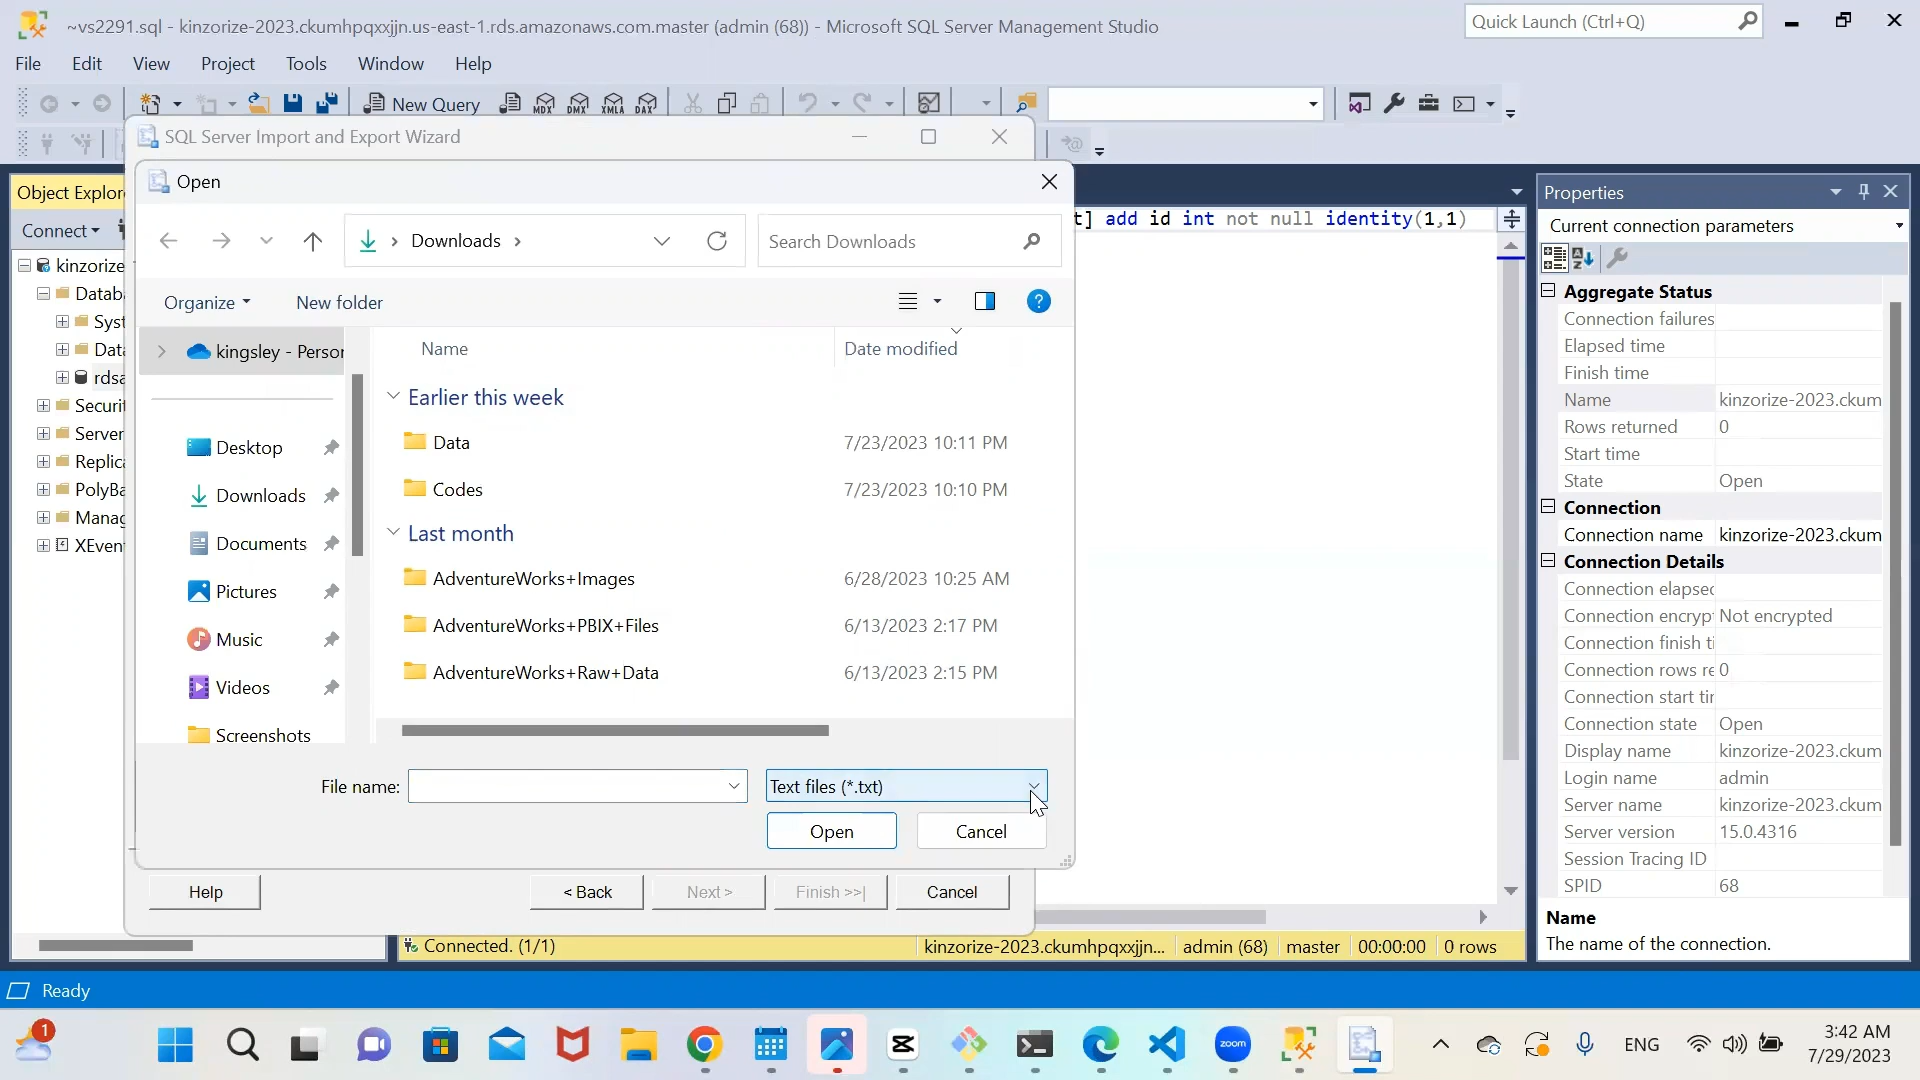 ~vs2291.sql - kinzorize-2023.ckumhpqxxjjn.us-east-1.rds.amazonaws.com.master (admin (68)) - Microsoft SQL Server Management Studio
Quick Launch (Ctrl+Q)
File Edit View Project Tools Window Help
New Query MDX DMX XMLA DAX
SQL Server Import and Export Wizard
Open
Object Explor
Connect
kinzorize
Datab
Syst
Data
rdsa
Securit
Server
Replica
PolyBa
Manag
XEven
Downloads
Search Downloads
Organize
New folder
kingsley - Persor
Desktop
Downloads
Documents
Pictures
Music
Videos
Screenshots
Name Date modified
Earlier this week
Data 7/23/2023 10:11 PM
Codes 7/23/2023 10:10 PM
Last month
AdventureWorks+Images 6/28/2023 10:25 AM
AdventureWorks+PBIX+Files 6/13/2023 2:17 PM
AdventureWorks+Raw+Data 6/13/2023 2:15 PM
File name:
Text files (*.txt)
Open Cancel
Help < Back Next > Finish >>| Cancel
t] add id int not null identity(1,1)
Connected. (1/1) kinzorize-2023.ckumhpqxxjjn... admin (68) master 00:00:00 0 rows
Properties
Current connection parameters
Aggregate Status
Connection failures
Elapsed time
Finish time
Name kinzorize-2023.ckum
Rows returned 0
Start time
State Open
Connection
Connection name kinzorize-2023.ckum
Connection Details
Connection elapsec
Connection encryp Not encrypted
Connection finish ti
Connection rows re 0
Connection start tir
Connection state Open
Display name kinzorize-2023.ckum
Login name admin
Server name kinzorize-2023.ckum
Server version 15.0.4316
Session Tracing ID
SPID 68
Name
The name of the connection.
Ready
1
zoom
ENG
3:42 AM
7/29/2023